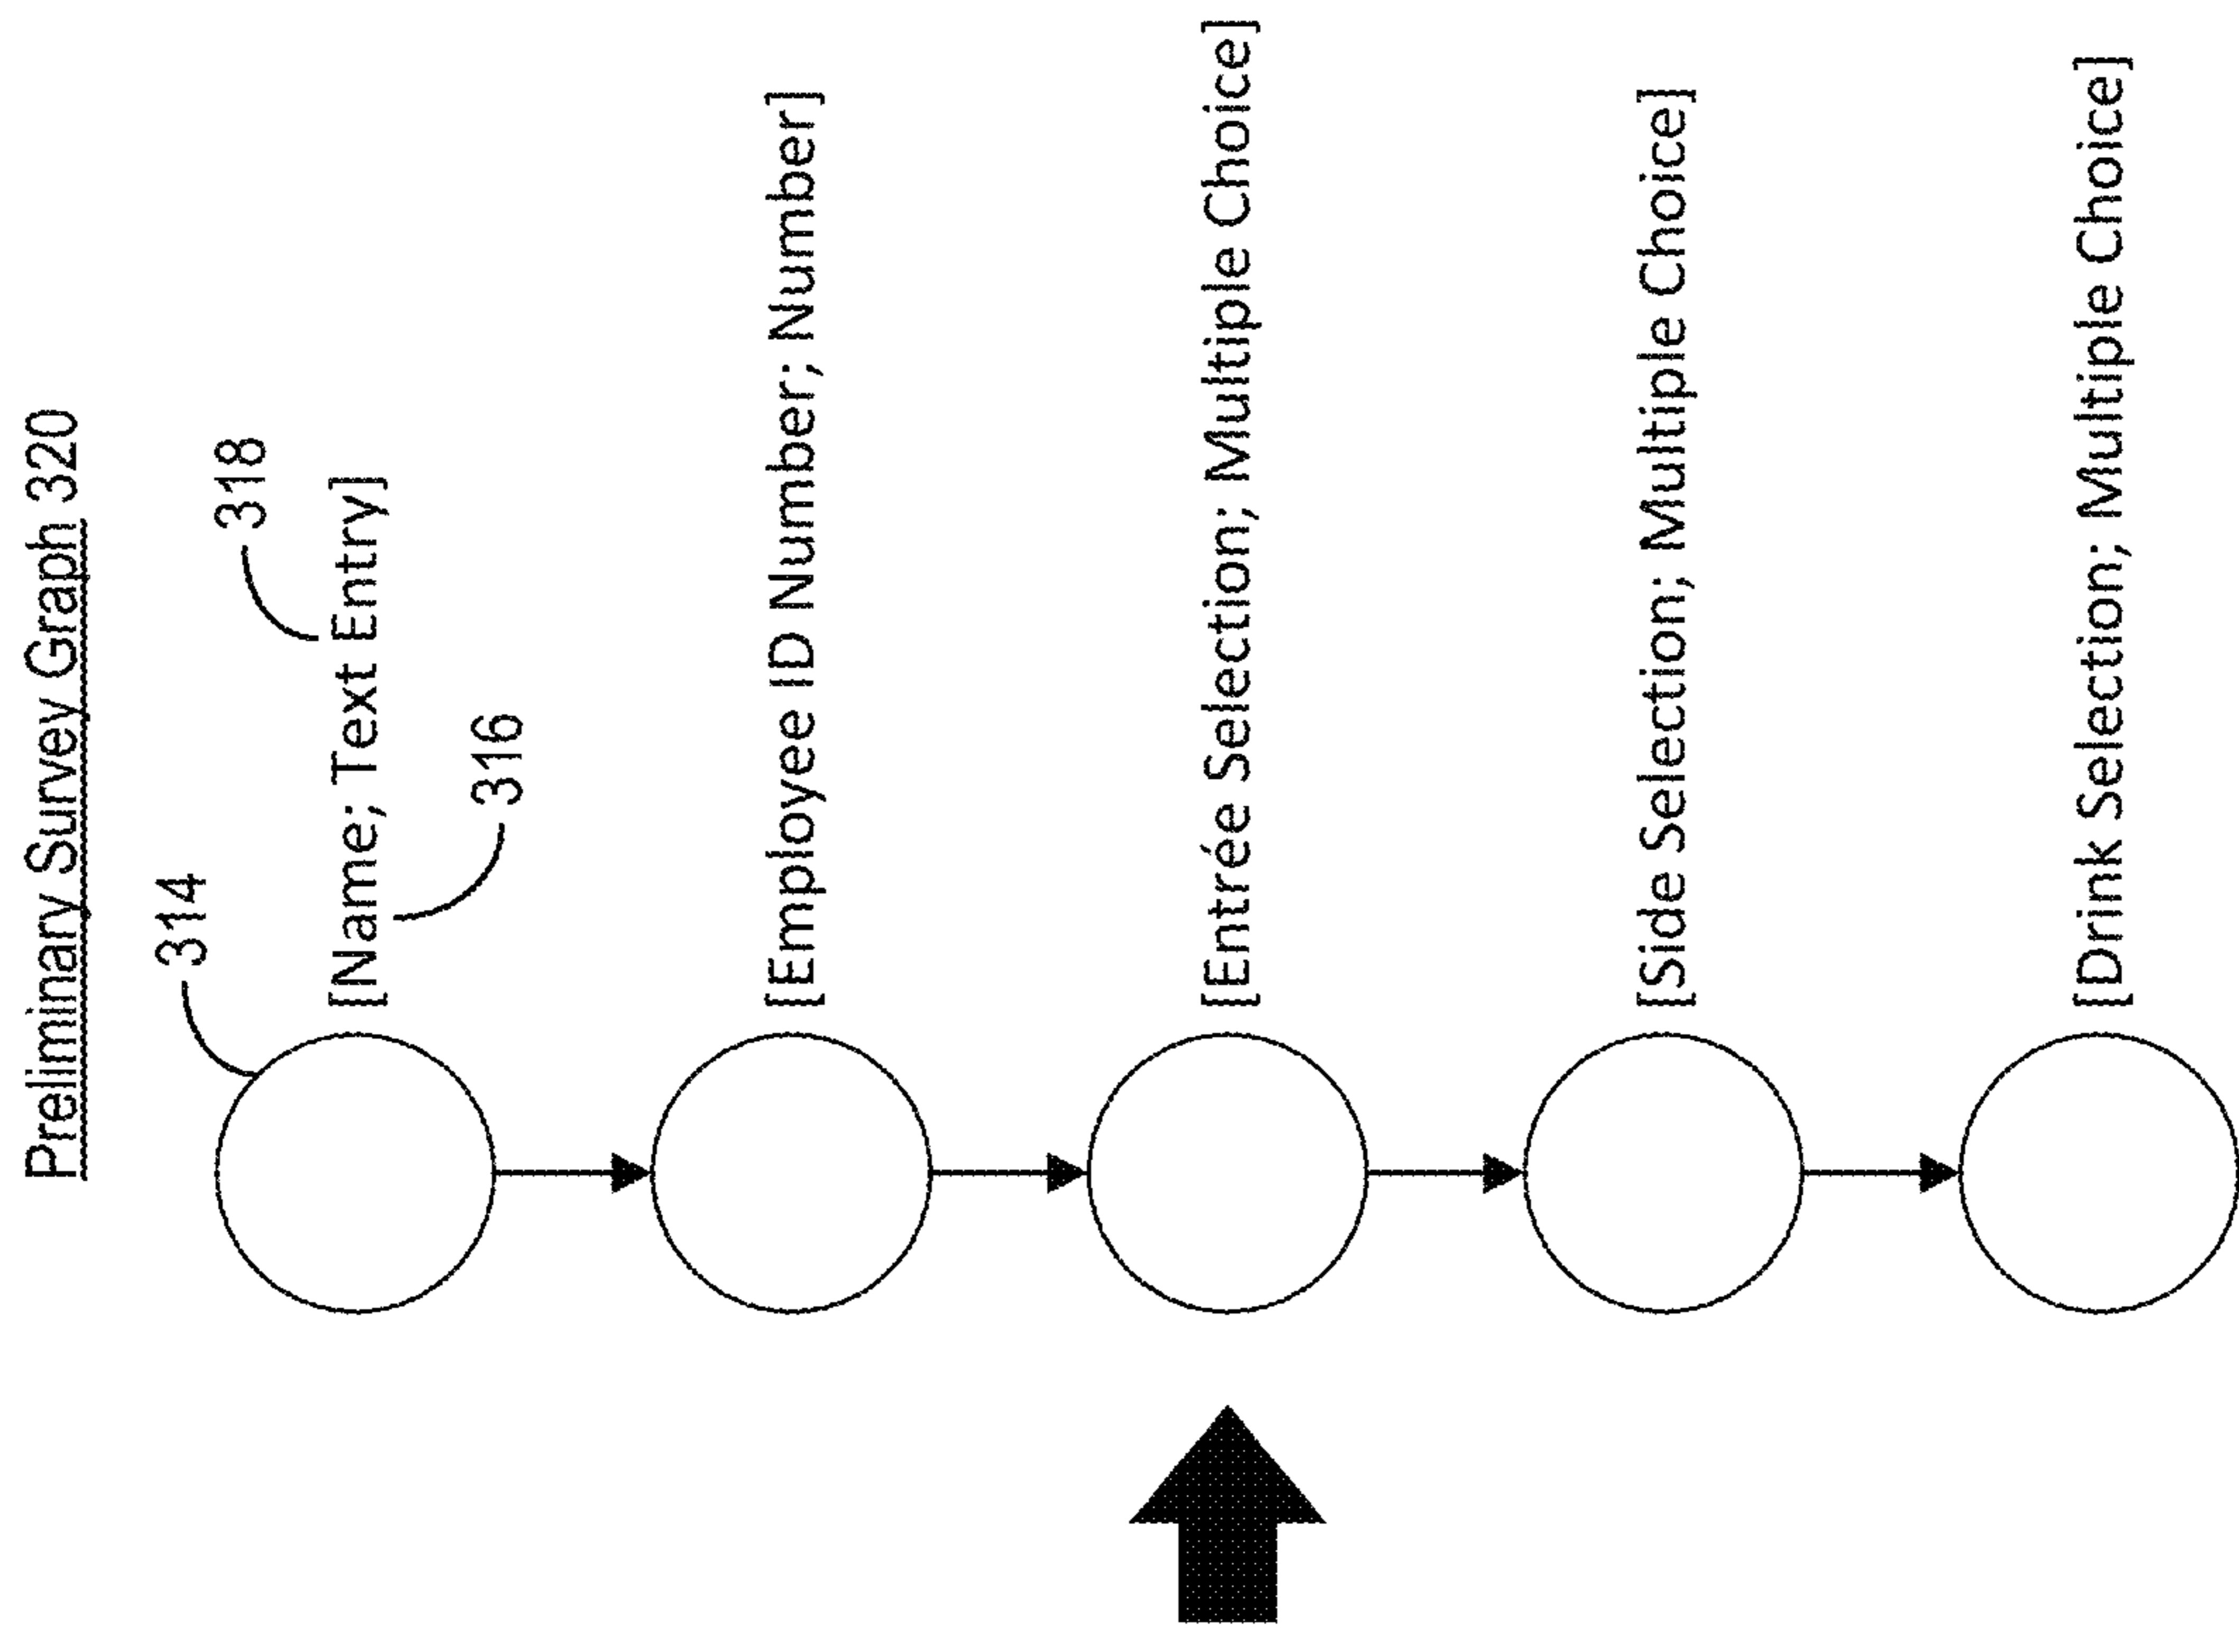 Preliminary Survey Graph 320
314
318
[Name; Text Entry]
316
[Employee ID Number; Number]
[Entrée Selection; Multiple Choice]
[Side Selection; Multiple Choice]
[Drink Selection; Multiple Choice]